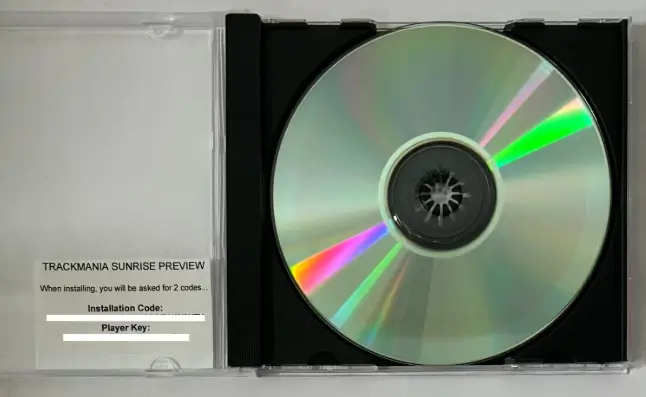 TRACKMANIA SUNRISE PREVIEW
When installing, you will be asked for 2 codes...
Installation Code:
Player Key: